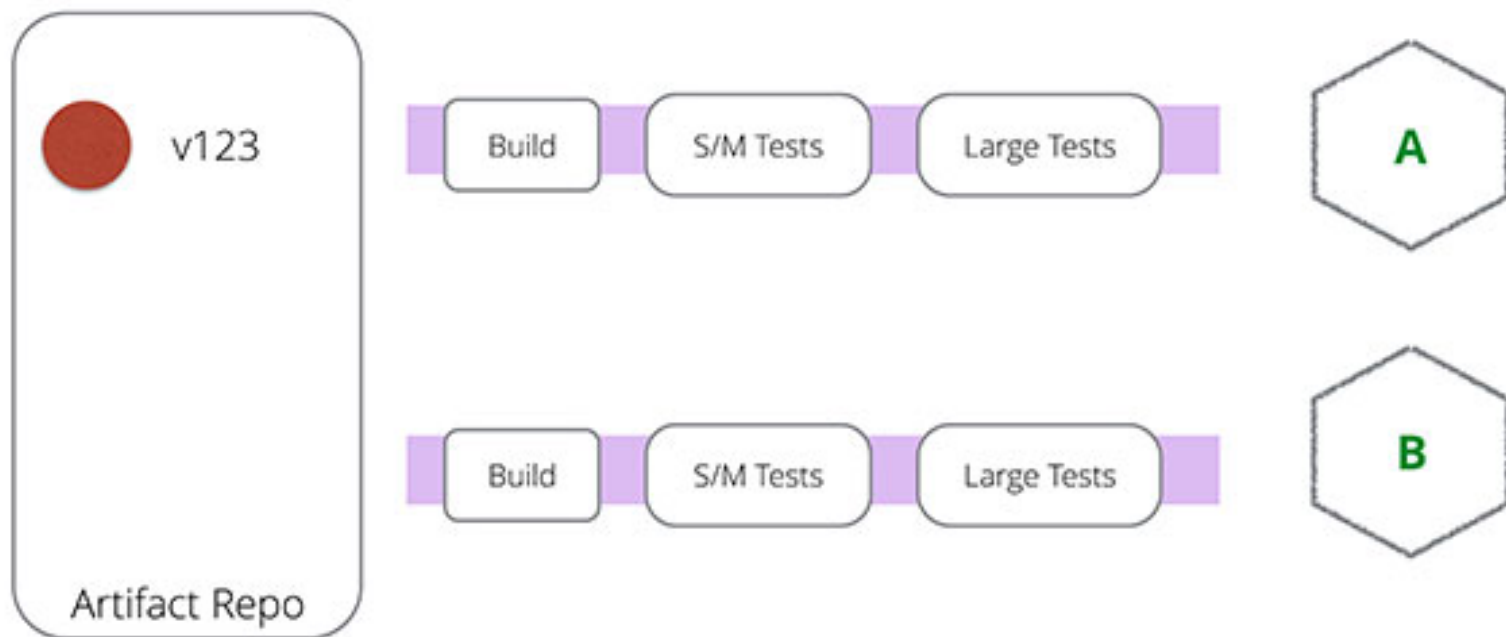 v123
Build
S/M Tests
Large Tests
A
Build
S/M Tests
Large Tests
B
Artifact Repo